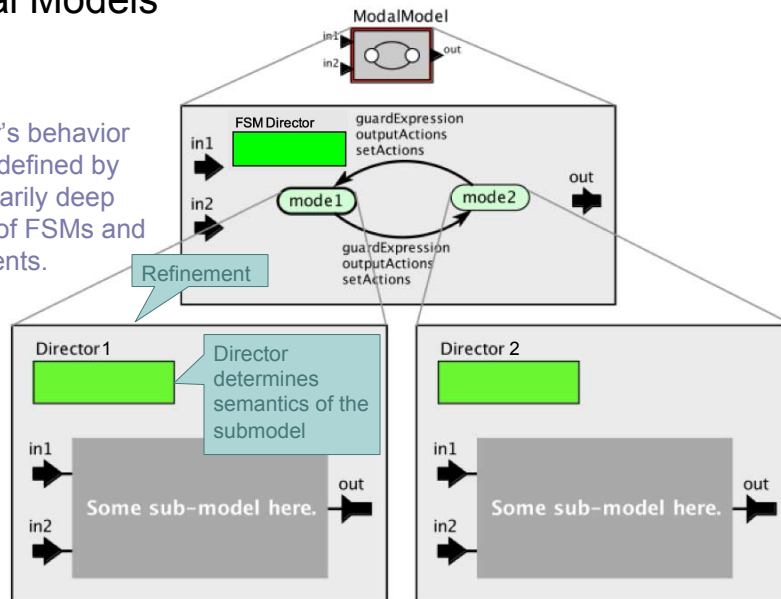 al Models
ModalModel
in1
in2
out
r's behavior
defined by
arily deep
of FSMs and
ents.
FSM Director
guardExpression
outputActions
setActions
in1
in2
mode1
mode2
out
guardExpression
outputActions
setActions
Refinement
Director1
Director
determines
semantics of the
submodel
in1
in2
Some sub-model here.
out
Director 2
in1
in2
Some sub-model here.
out